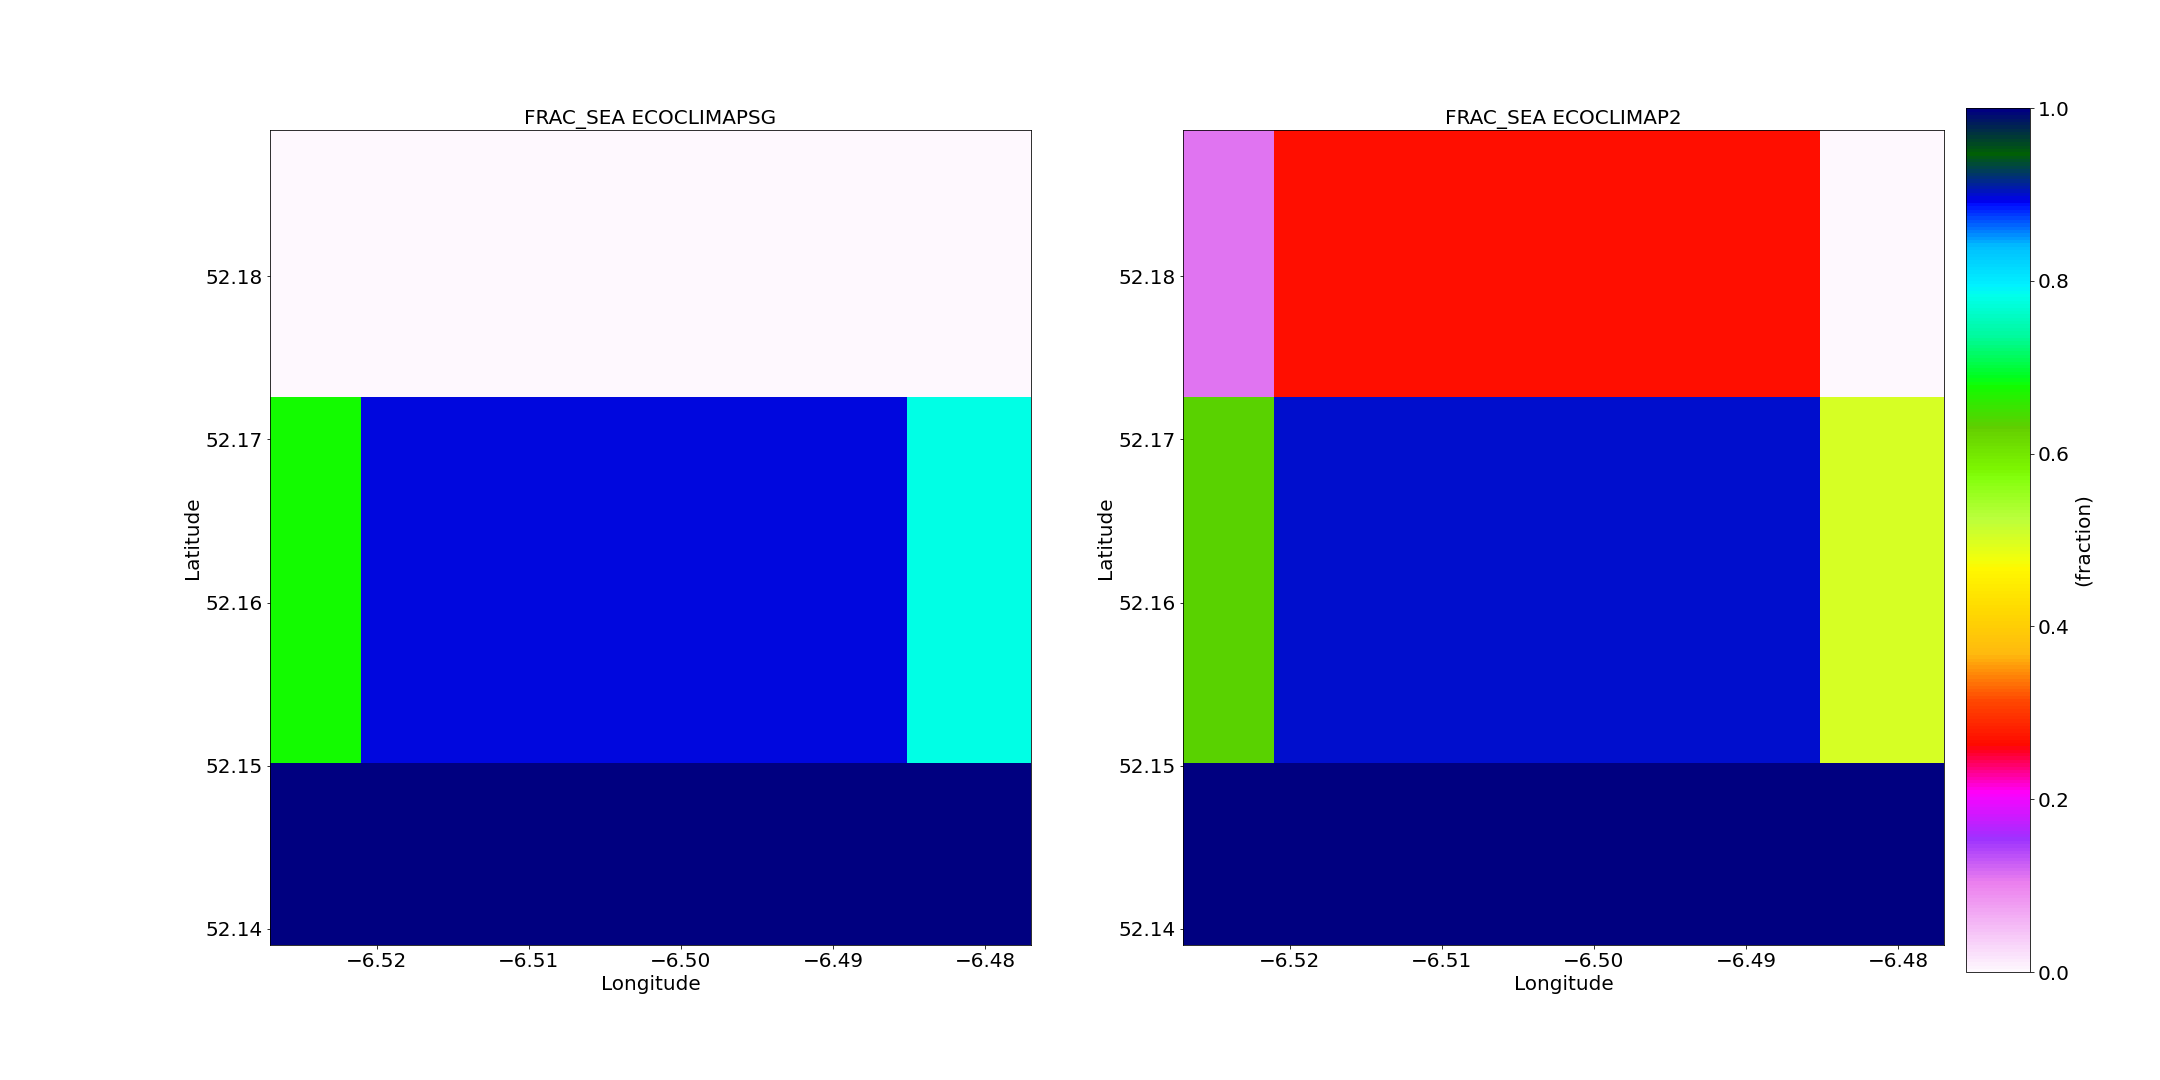 FRAC_SEA ECOCLIMAPSG
52.18
52.17
52.16
52.15
52.14
Latitude
−6.52 −6.51 −6.50 −6.49 −6.48
Longitude
FRAC_SEA ECOCLIMAP2
52.18
52.17
52.16
52.15
52.14
Latitude
−6.52 −6.51 −6.50 −6.49 −6.48
Longitude
1.0
0.8
0.6
0.4
0.2
0.0
(fraction)